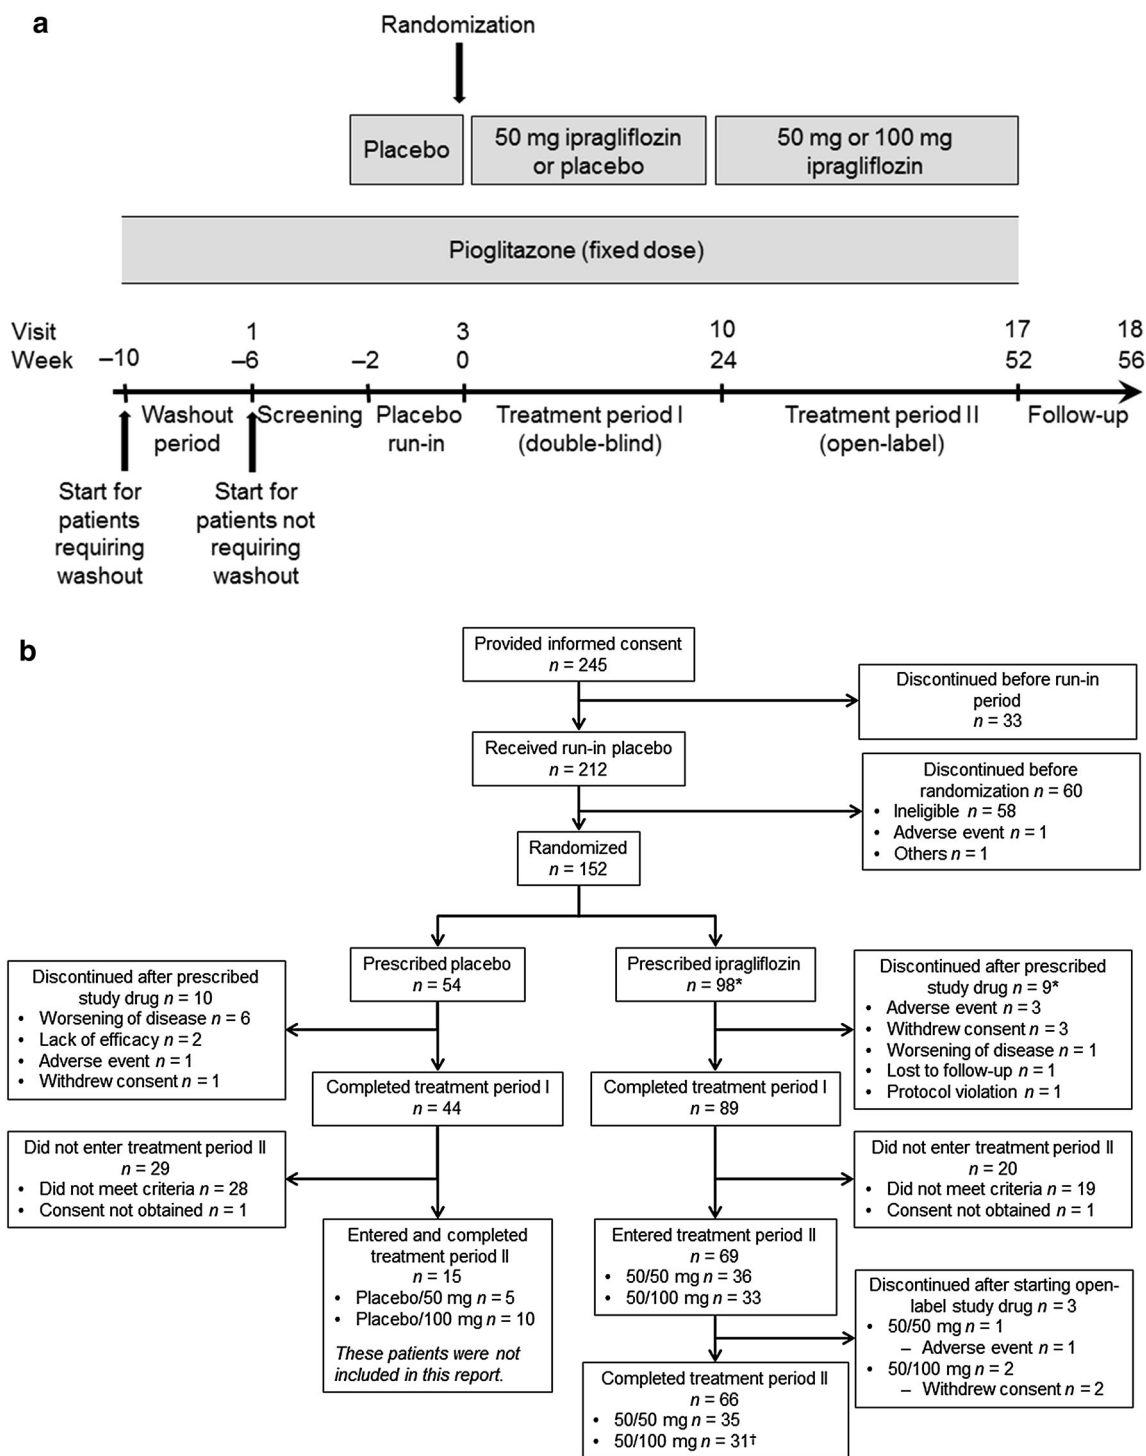 a
Randomization
Placebo
50 mg ipragliflozin
or placebo
50 mg or 100 mg
ipragliflozin
Pioglitazone (fixed dose)
Visit 1 3 10 17 18
Week –10 –6 –2 0 24 52 56
Washout
period
Screening
Placebo
run-in
Treatment period I
(double-blind)
Treatment period II
(open-label)
Follow-up
Start for
patients
requiring
washout
Start for
patients not
requiring
washout
b
Provided informed consent
n = 245
Discontinued before run-in
period
n = 33
Received run-in placebo
n = 212
Discontinued before
randomization n = 60
• Ineligible n = 58
• Adverse event n = 1
• Others n = 1
Randomized
n = 152
Prescribed placebo
n = 54
Prescribed ipragliflozin
n = 98*
Discontinued after prescribed
study drug n = 10
• Worsening of disease n = 6
• Lack of efficacy n = 2
• Adverse event n = 1
• Withdrew consent n = 1
Discontinued after prescribed
study drug n = 9*
• Adverse event n = 3
• Withdrew consent n = 3
• Worsening of disease n = 1
• Lost to follow-up n = 1
• Protocol violation n = 1
Completed treatment period I
n = 44
Completed treatment period I
n = 89
Did not enter treatment period II
n = 29
• Did not meet criteria n = 28
• Consent not obtained n = 1
Did not enter treatment period II
n = 20
• Did not meet criteria n = 19
• Consent not obtained n = 1
Entered and completed
treatment period II
n = 15
• Placebo/50 mg n = 5
• Placebo/100 mg n = 10
These patients were not
included in this report.
Entered treatment period II
n = 69
• 50/50 mg n = 36
• 50/100 mg n = 33
Discontinued after starting open-
label study drug n = 3
• 50/50 mg n = 1
– Adverse event n = 1
• 50/100 mg n = 2
– Withdrew consent n = 2
Completed treatment period II
n = 66
• 50/50 mg n = 35
• 50/100 mg n = 31†